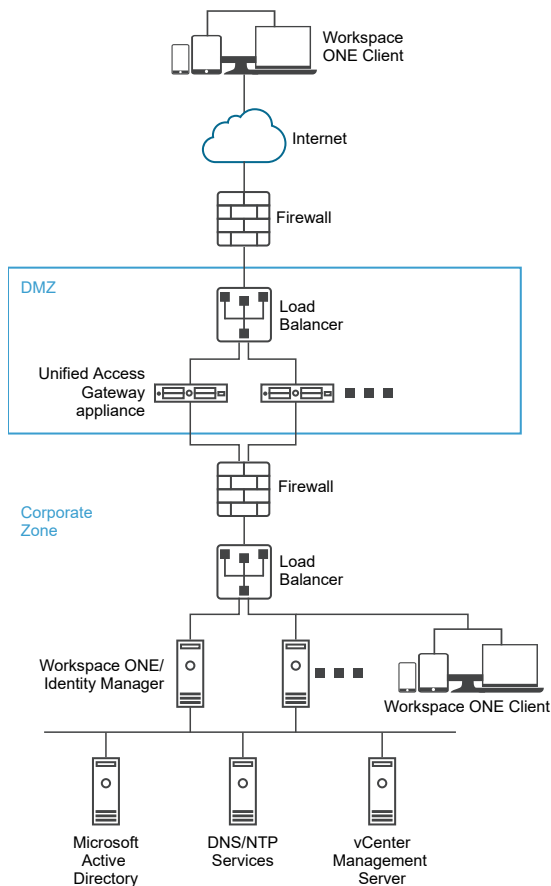 Workspace
ONE Client
Internet
Firewall
DMZ
Load
Balancer
Unified Access
Gateway
appliance
Firewall
Corporate
Zone
Load
Balancer
Workspace ONE/
Identity Manager
Workspace ONE Client
Microsoft
Active
Directory
DNS/NTP
Services
vCenter
Management
Server